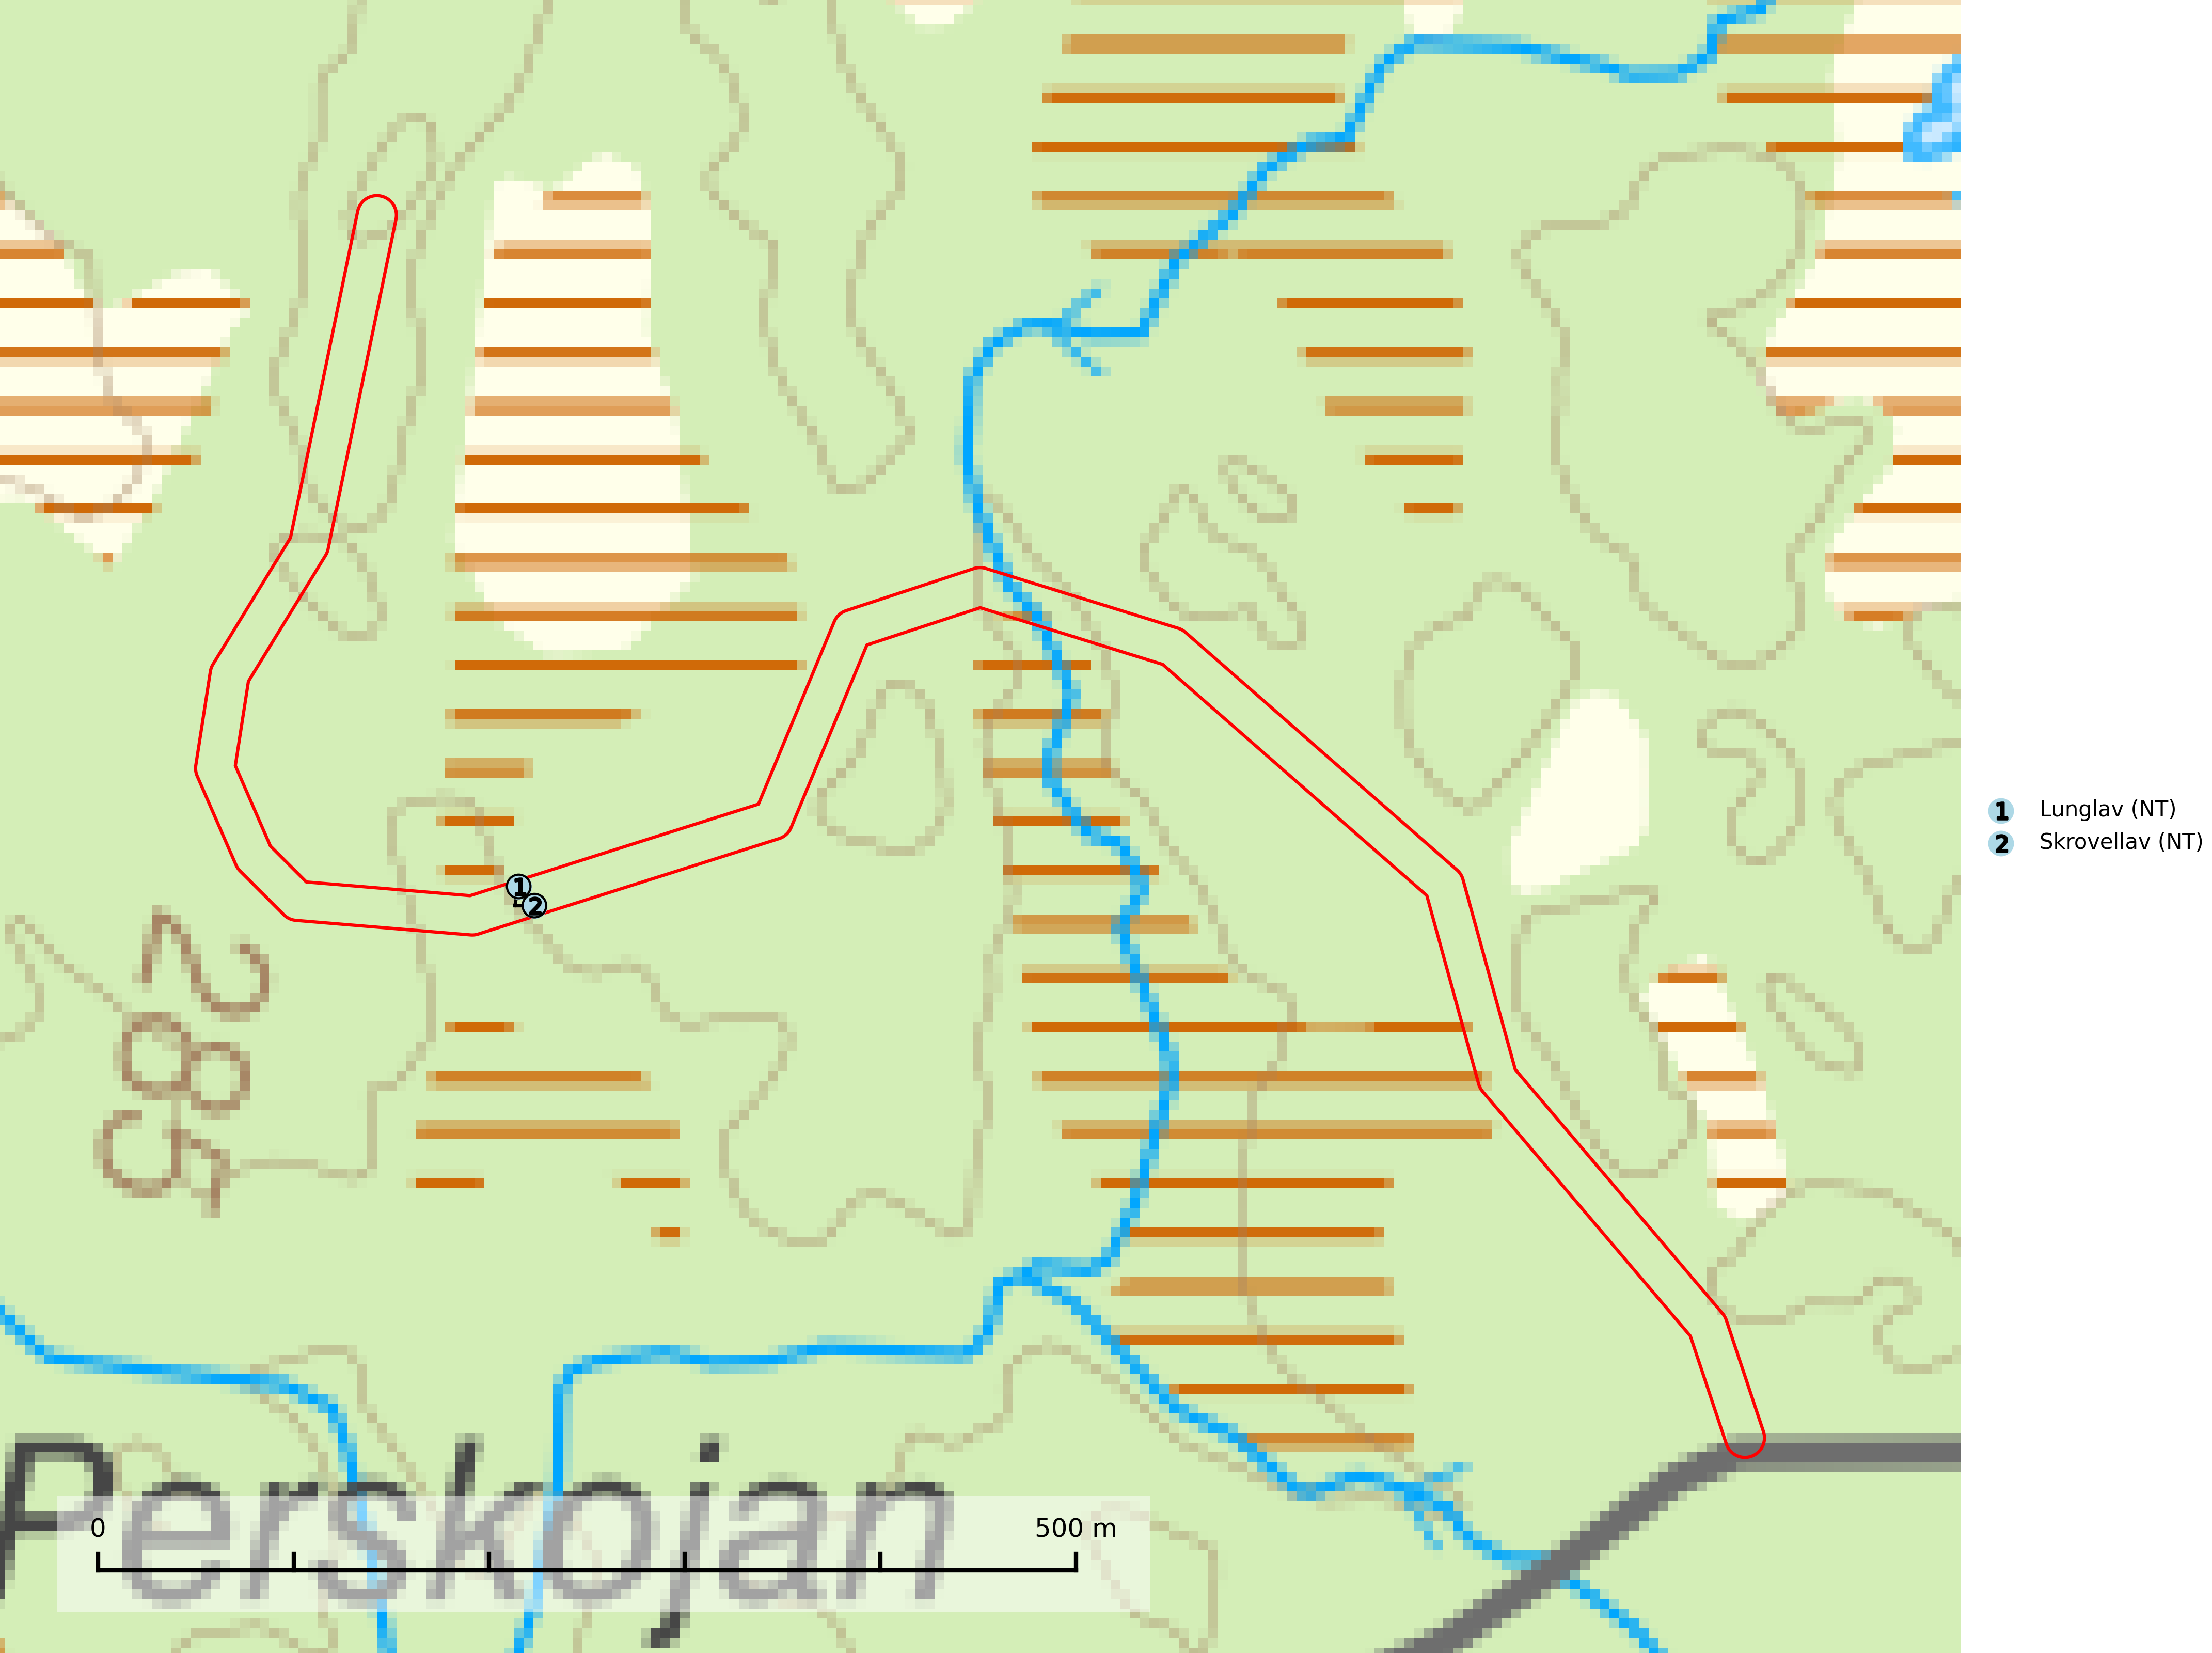 285
Perskojan
0 500 m
1 Lunglav (NT)
2 Skrovellav (NT)
1
2